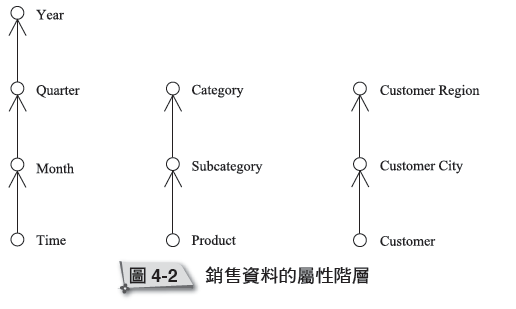 Year
Quarter
Category
Customer Region
Month
Subcategory
Customer City
Time
Product
Customer
圖 4-2 銷售資料的屬性階層